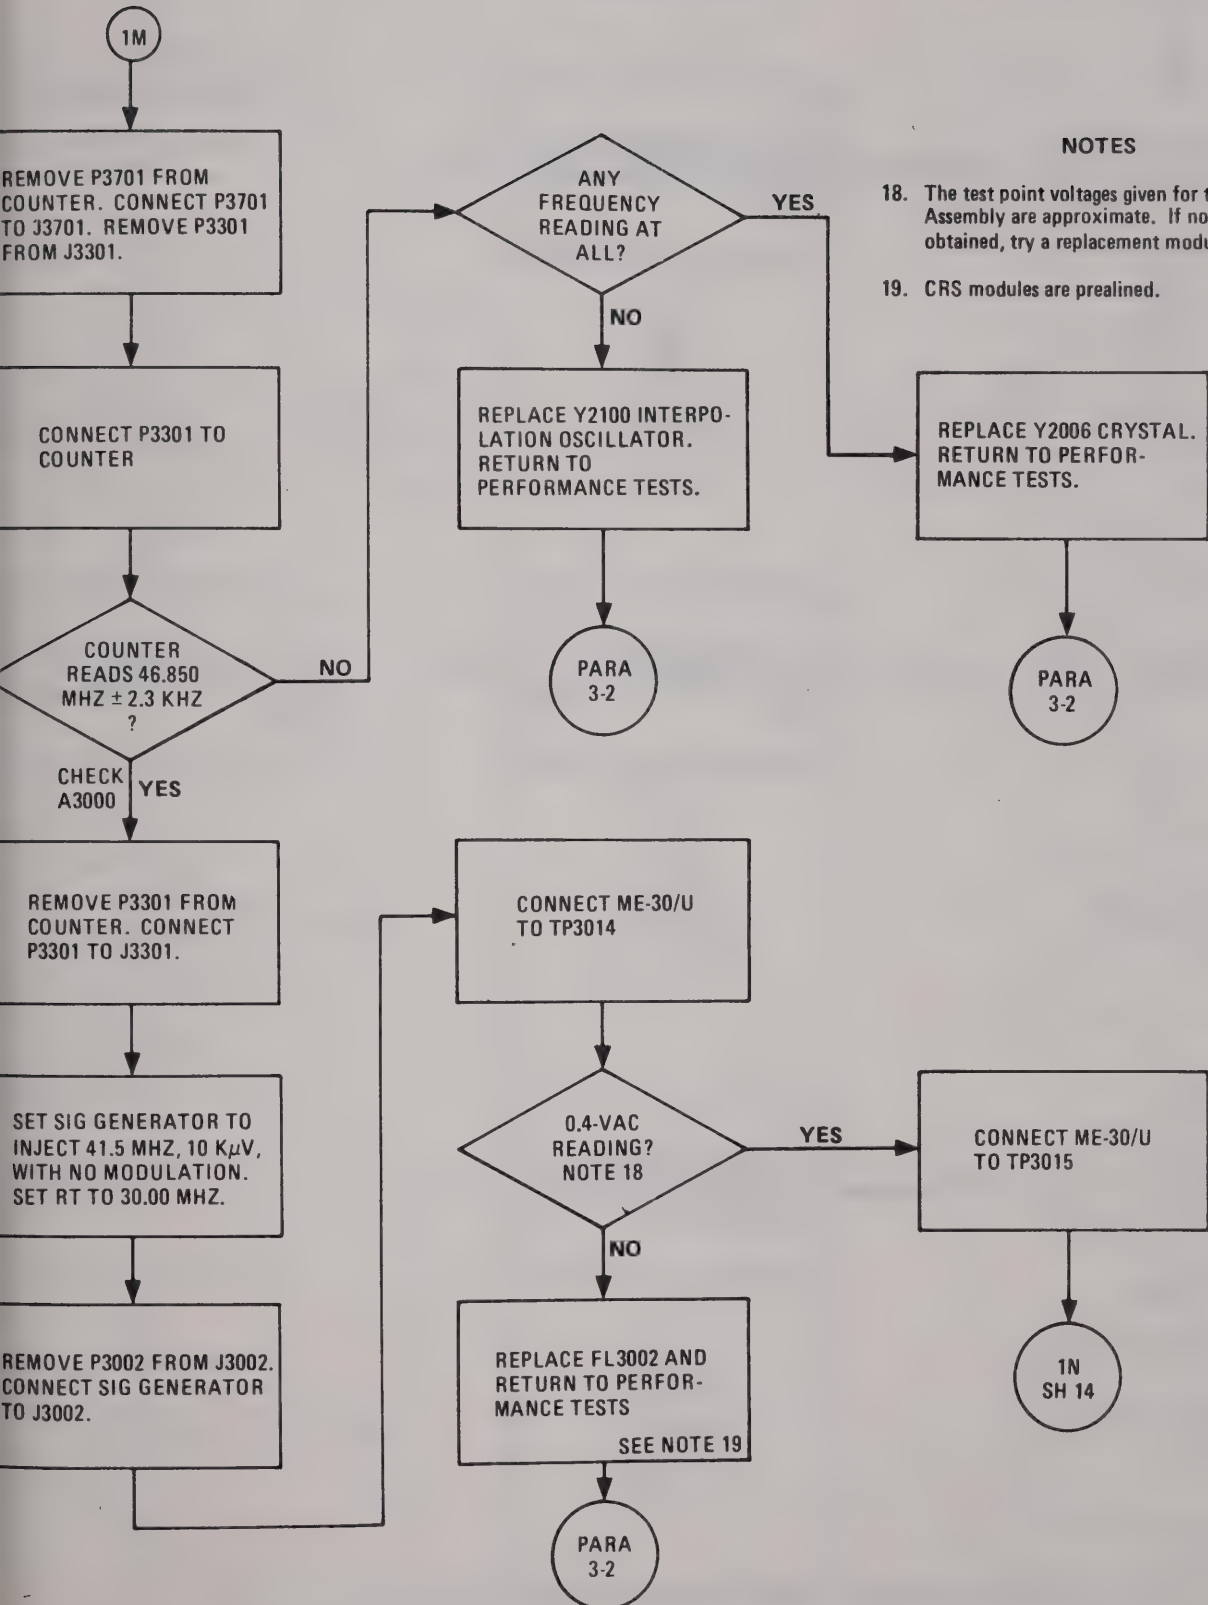 1M
REMOVE P3701 FROM
COUNTER. CONNECT P3701
TO J3701. REMOVE P3301
FROM J3301.
CONNECT P3301 TO
COUNTER
COUNTER
READS 46.850
MHZ ± 2.3 KHZ
?
NO
CHECK
A3000
YES
REMOVE P3301 FROM
COUNTER. CONNECT
P3301 TO J3301.
SET SIG GENERATOR TO
INJECT 41.5 MHZ, 10 KμV,
WITH NO MODULATION.
SET RT TO 30.00 MHZ.
REMOVE P3002 FROM J3002.
CONNECT SIG GENERATOR
TO J3002.
ANY
FREQUENCY
READING AT
ALL?
YES
NO
REPLACE Y2100 INTERPO-
LATION OSCILLATOR.
RETURN TO
PERFORMANCE TESTS.
PARA
3-2
CONNECT ME-30/U
TO TP3014
0.4-VAC
READING?
NOTE 18
YES
NO
REPLACE FL3002 AND
RETURN TO PERFOR-
MANCE TESTS
SEE NOTE 19
PARA
3-2
NOTES
18. The test point voltages given for
Assembly are approximate. If
obtained, try a replacement
19. CRS modules are prealined.
REPLACE Y2006 CRYSTAL.
RETURN TO PERFOR-
MANCE TESTS.
PARA
3-2
CONNECT ME-30/U
TO TP3015
1N
SH 14